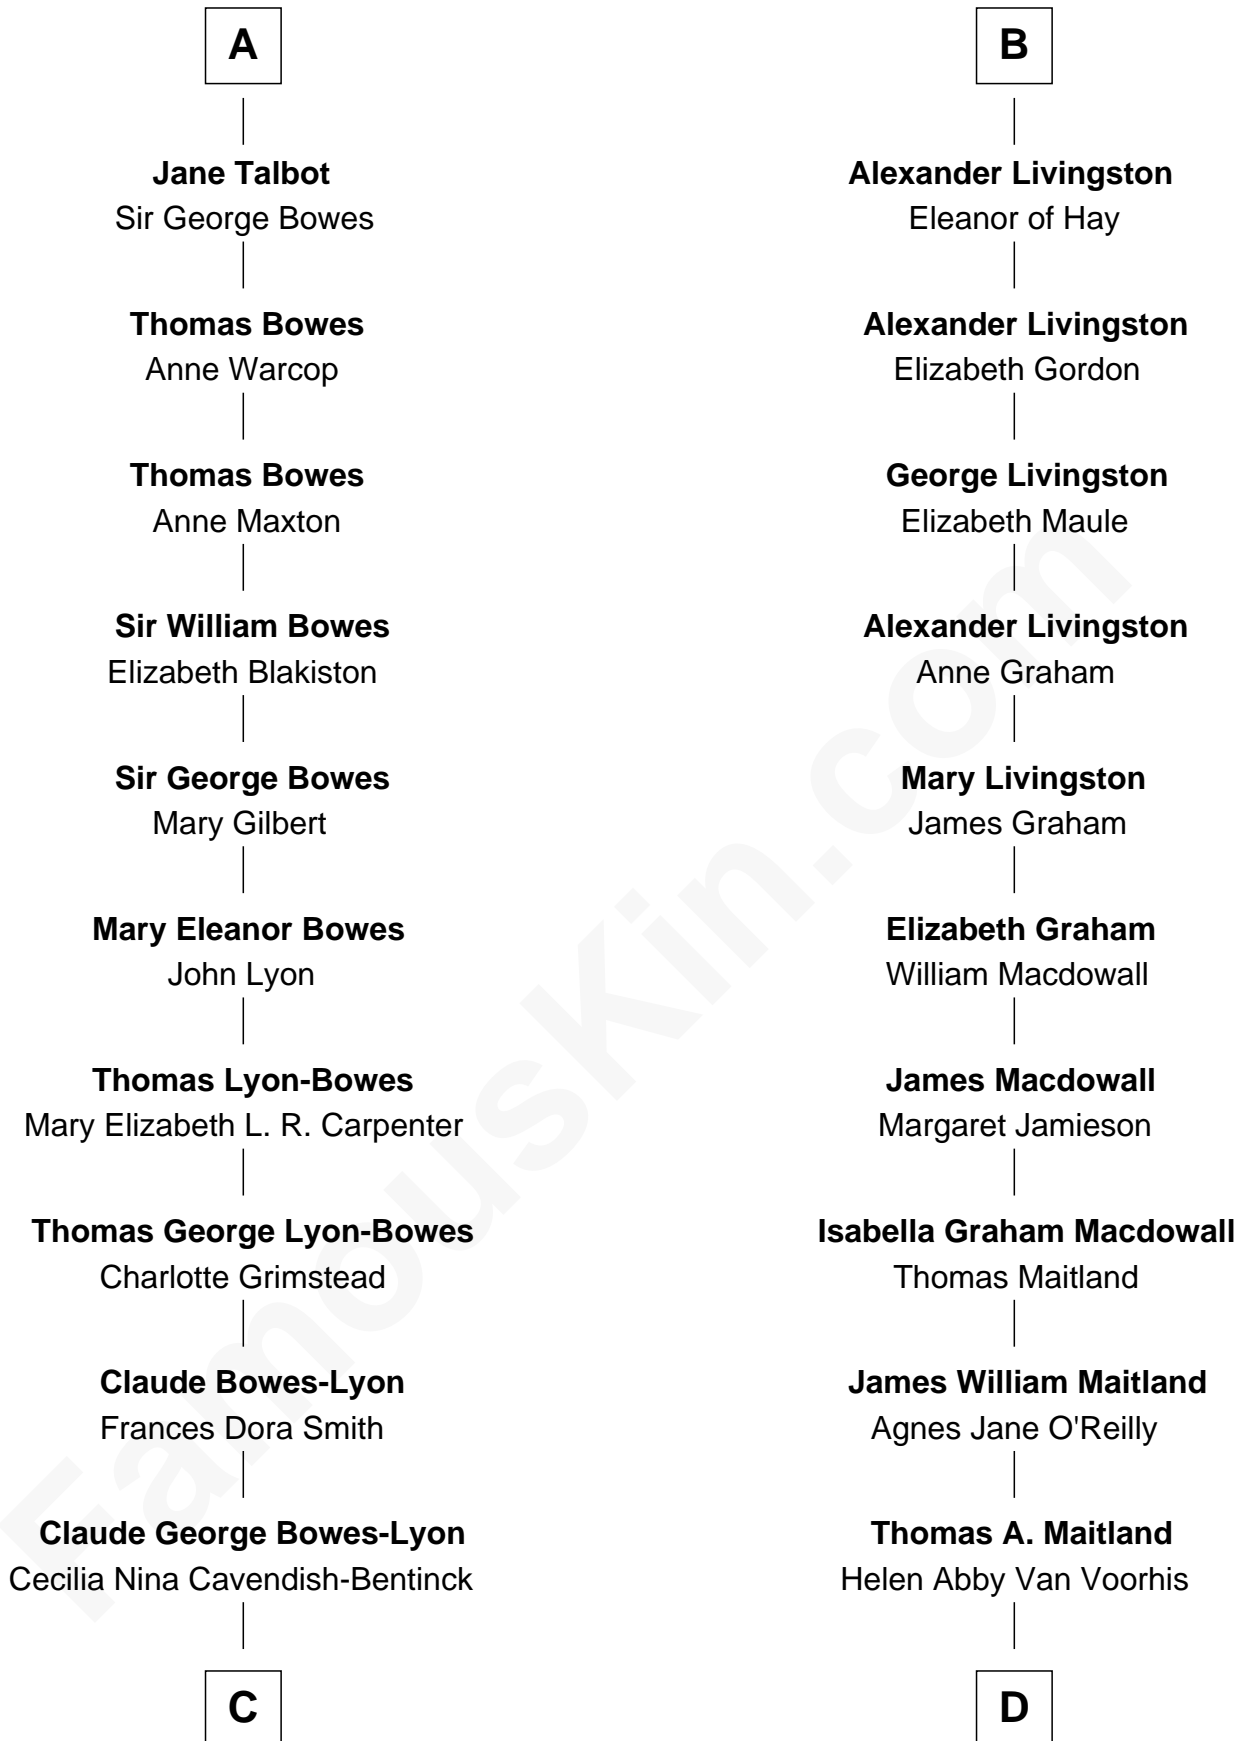 A
Jane Talbot
Sir George Bowes
Thomas Bowes
Anne Warcop
Thomas Bowes
Anne Maxton
Sir William Bowes
Elizabeth Blakiston
Sir George Bowes
Mary Gilbert
Mary Eleanor Bowes
John Lyon
Thomas Lyon-Bowes
Mary Elizabeth L. R. Carpenter
Thomas George Lyon-Bowes
Charlotte Grimstead
Claude Bowes-Lyon
Frances Dora Smith
Claude George Bowes-Lyon
Cecilia Nina Cavendish-Bentinck
C
B
Alexander Livingston
Eleanor of Hay
Alexander Livingston
Elizabeth Gordon
George Livingston
Elizabeth Maule
Alexander Livingston
Anne Graham
Mary Livingston
James Graham
Elizabeth Graham
William Macdowall
James Macdowall
Margaret Jamieson
Isabella Graham Macdowall
Thomas Maitland
James William Maitland
Agnes Jane O'Reilly
Thomas A. Maitland
Helen Abby Van Voorhis
D
FamousKin.com